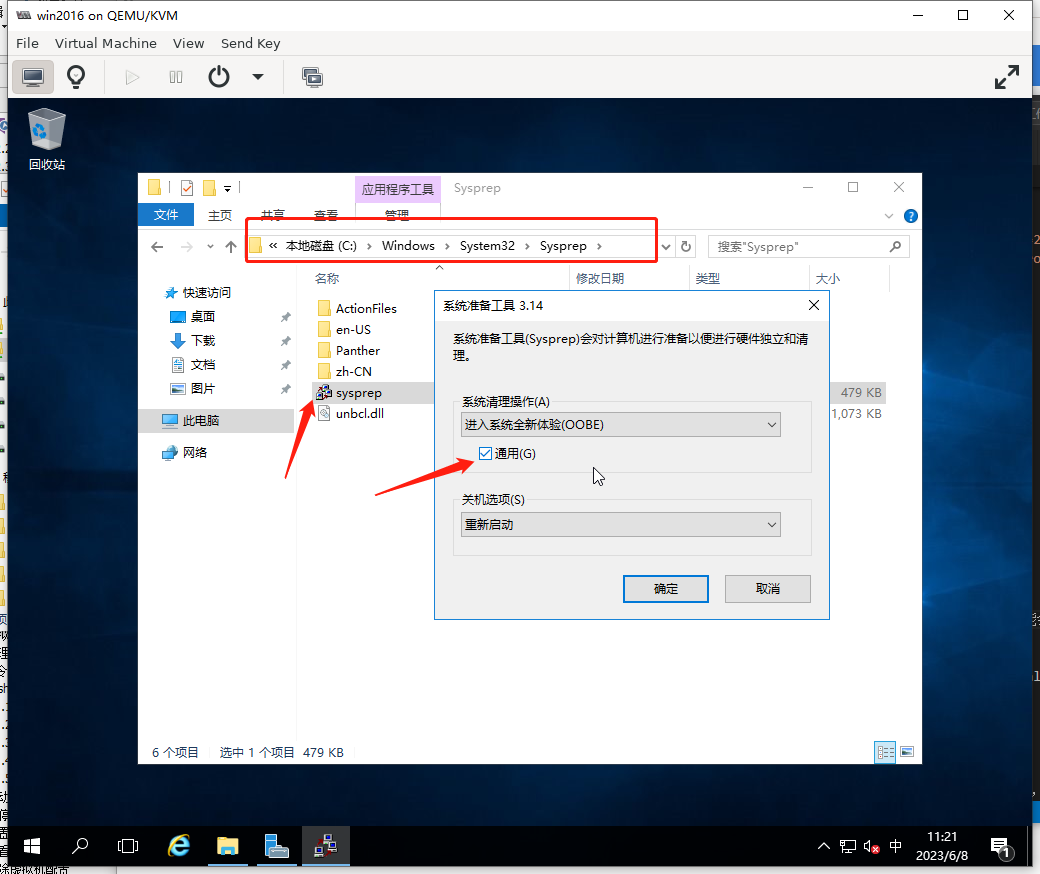 win2016 on QEMU/KVM
File Virtual Machine View Send Key
回收站
应用程序工具 Sysprep
文件 主页 共享 查看 管理
« 本地磁盘 (C:) › Windows › System32 › Sysprep ›
搜索"Sysprep"
名称 修改日期 类型 大小
快速访问
桌面
下载
文档
图片
此电脑
网络
ActionFiles
en-US
Panther
zh-CN
sysprep 479 KB
unbcl.dll 1,073 KB
系统准备工具 3.14
系统准备工具(Sysprep)会对计算机进行准备以便进行硬件独立和清
理。
系统清理操作(A)
进入系统全新体验(OOBE)
通用(G)
关机选项(S)
重新启动
确定 取消
6 个项目 选中 1 个项目 479 KB
中
11:21
2023/6/8
1